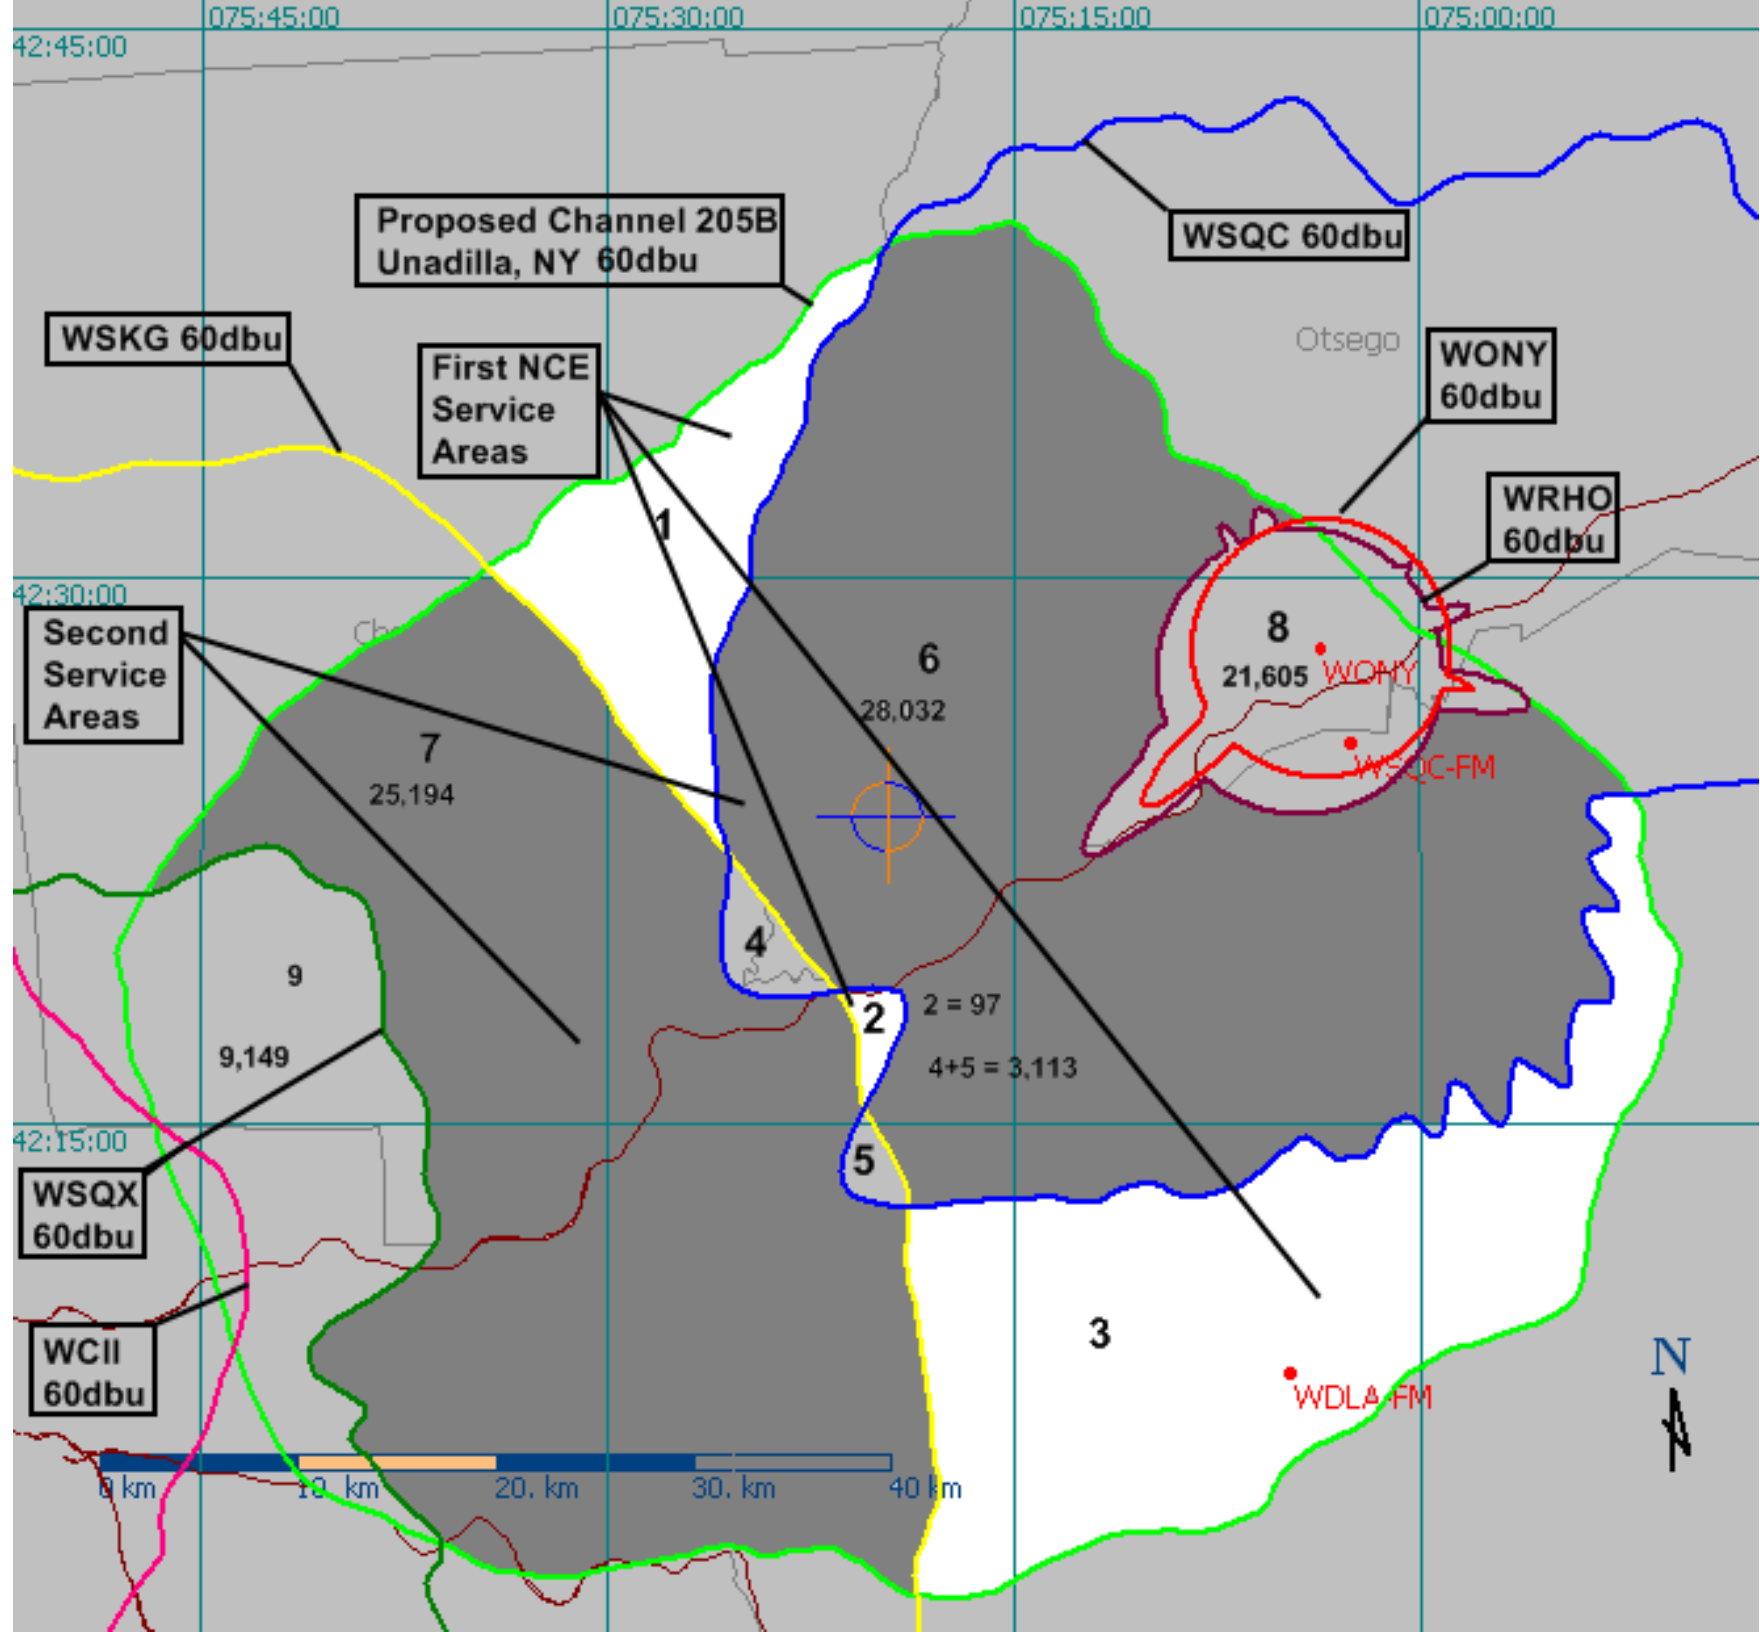 075:45:00
075:30:00
075:15:00
075:00:00
42:45:00
Proposed Channel 205B
Unadilla, NY 60dbu
WSQC 60dbu
WSKG 60dbu
First NCE
Service
Areas
Otsego
WONY
60dbu
WRHO
60dbu
1
42:30:00
Second
Service
Areas
6
28,032
8
21,605
WONY
7
25,194
WSQC-FM
4
9
9,149
2
2 = 97
4+5 = 3,113
42:15:00
5
WSQX
60dbu
WCII
60dbu
3
WDLA-FM
N
0 km
10. km
20. km
30. km
40 km